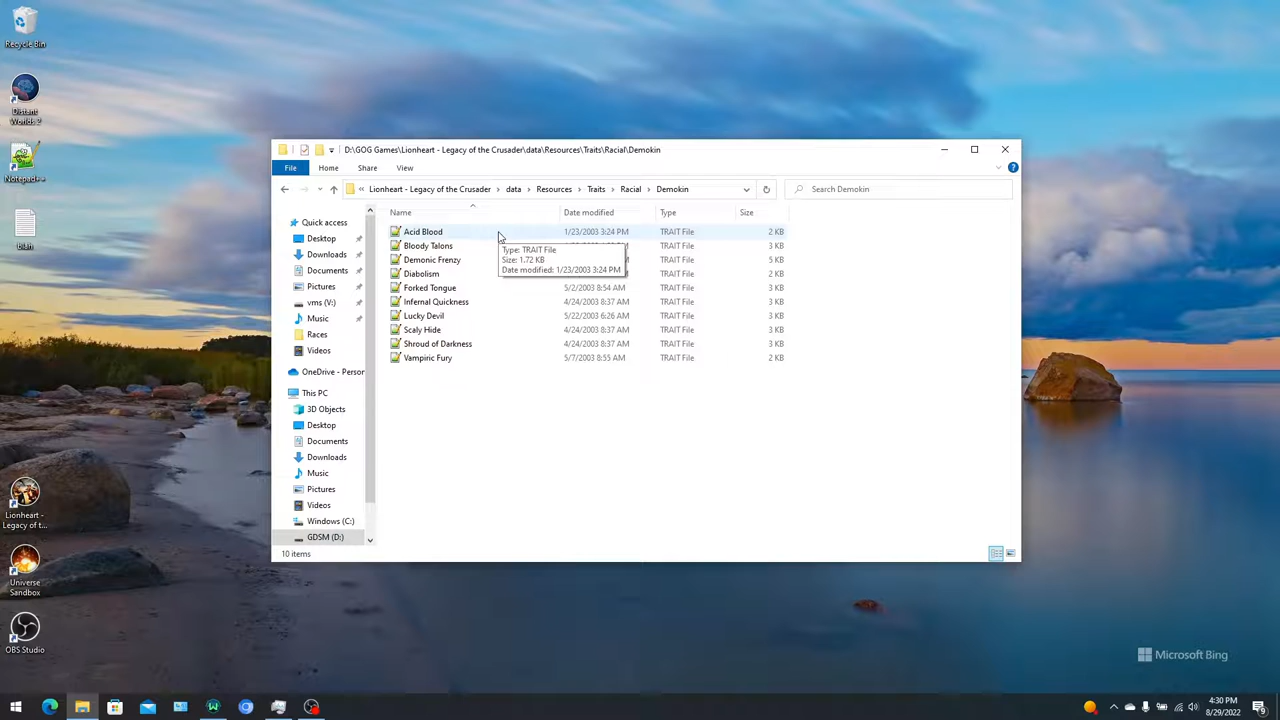 Recycle Bin
Distant
Worlds 2
Notepad++
blah
Lionheart -
Legacy of t...
Universe
Sandbox
OBS Studio
D:\GOG Games\Lionheart - Legacy of the Crusader\data\Resources\Traits\Racial\Demokin
File Home Share View
« Lionheart - Legacy of the Crusader › data › Resources › Traits › Racial › Demokin
Search Demokin
Quick access
Desktop
Downloads
Documents
Pictures
vms (V:)
Music
Races
Videos
OneDrive - Person
This PC
3D Objects
Desktop
Documents
Downloads
Music
Pictures
Videos
Windows (C:)
GDSM (D:)
Name Date modified Type Size
Acid Blood 1/23/2003 3:24 PM TRAIT File 2 KB
Bloody Talons TRAIT File 3 KB
Demonic Frenzy TRAIT File 5 KB
Diabolism TRAIT File 3 KB
Forked Tongue 5/2/2003 8:54 AM TRAIT File 3 KB
Infernal Quickness 4/24/2003 8:37 AM TRAIT File 3 KB
Lucky Devil 5/22/2003 6:26 AM TRAIT File 3 KB
Scaly Hide 4/24/2003 8:37 AM TRAIT File 3 KB
Shroud of Darkness 4/24/2003 8:37 AM TRAIT File 3 KB
Vampiric Fury 5/7/2003 8:55 AM TRAIT File 2 KB
Type: TRAIT File
Size: 1.72 KB
Date modified: 1/23/2003 3:24 PM
10 items
Microsoft Bing
4:30 PM
8/29/2022
9